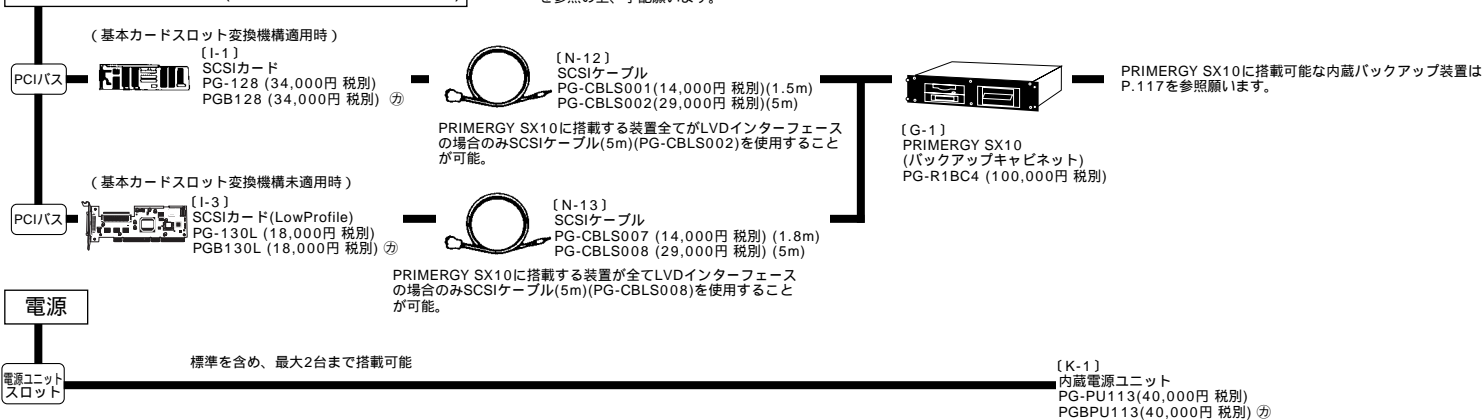 (基本カードスロット変換機構適用時)
PCIバス
〔I-1〕
SCSIカード
PG-128 (34,000円 税別)
PGB128 (34,000円 税別) ㋕
〔N-12〕
SCSIケーブル
PG-CBLS001(14,000円 税別)(1.5m)
PG-CBLS002(29,000円 税別)(5m)
PRIMERGY SX10に搭載する装置全てがLVDインターフェース
の場合のみSCSIケーブル(5m)(PG-CBLS002)を使用すること
が可能。
〔G-1〕
PRIMERGY SX10
(バックアップキャビネット)
PG-R1BC4 (100,000円 税別)
PRIMERGY SX10に搭載可能な内蔵バックアップ装置は
P.117を参照願います。
(基本カードスロット変換機構未適用時)
PCIバス
〔I-3〕
SCSIカード(LowProfile)
PG-130L (18,000円 税別)
PGB130L (18,000円 税別) ㋕
〔N-13〕
SCSIケーブル
PG-CBLS007 (14,000円 税別) (1.8m)
PG-CBLS008 (29,000円 税別) (5m)
PRIMERGY SX10に搭載する装置が全てLVDインターフェース
の場合のみSCSIケーブル(5m)(PG-CBLS008)を使用すること
が可能。
電源
電源ユニット
スロット
標準を含め、最大2台まで搭載可能
〔K-1〕
内蔵電源ユニット
PG-PU113(40,000円 税別)
PGBPU113(40,000円 税別) ㋕